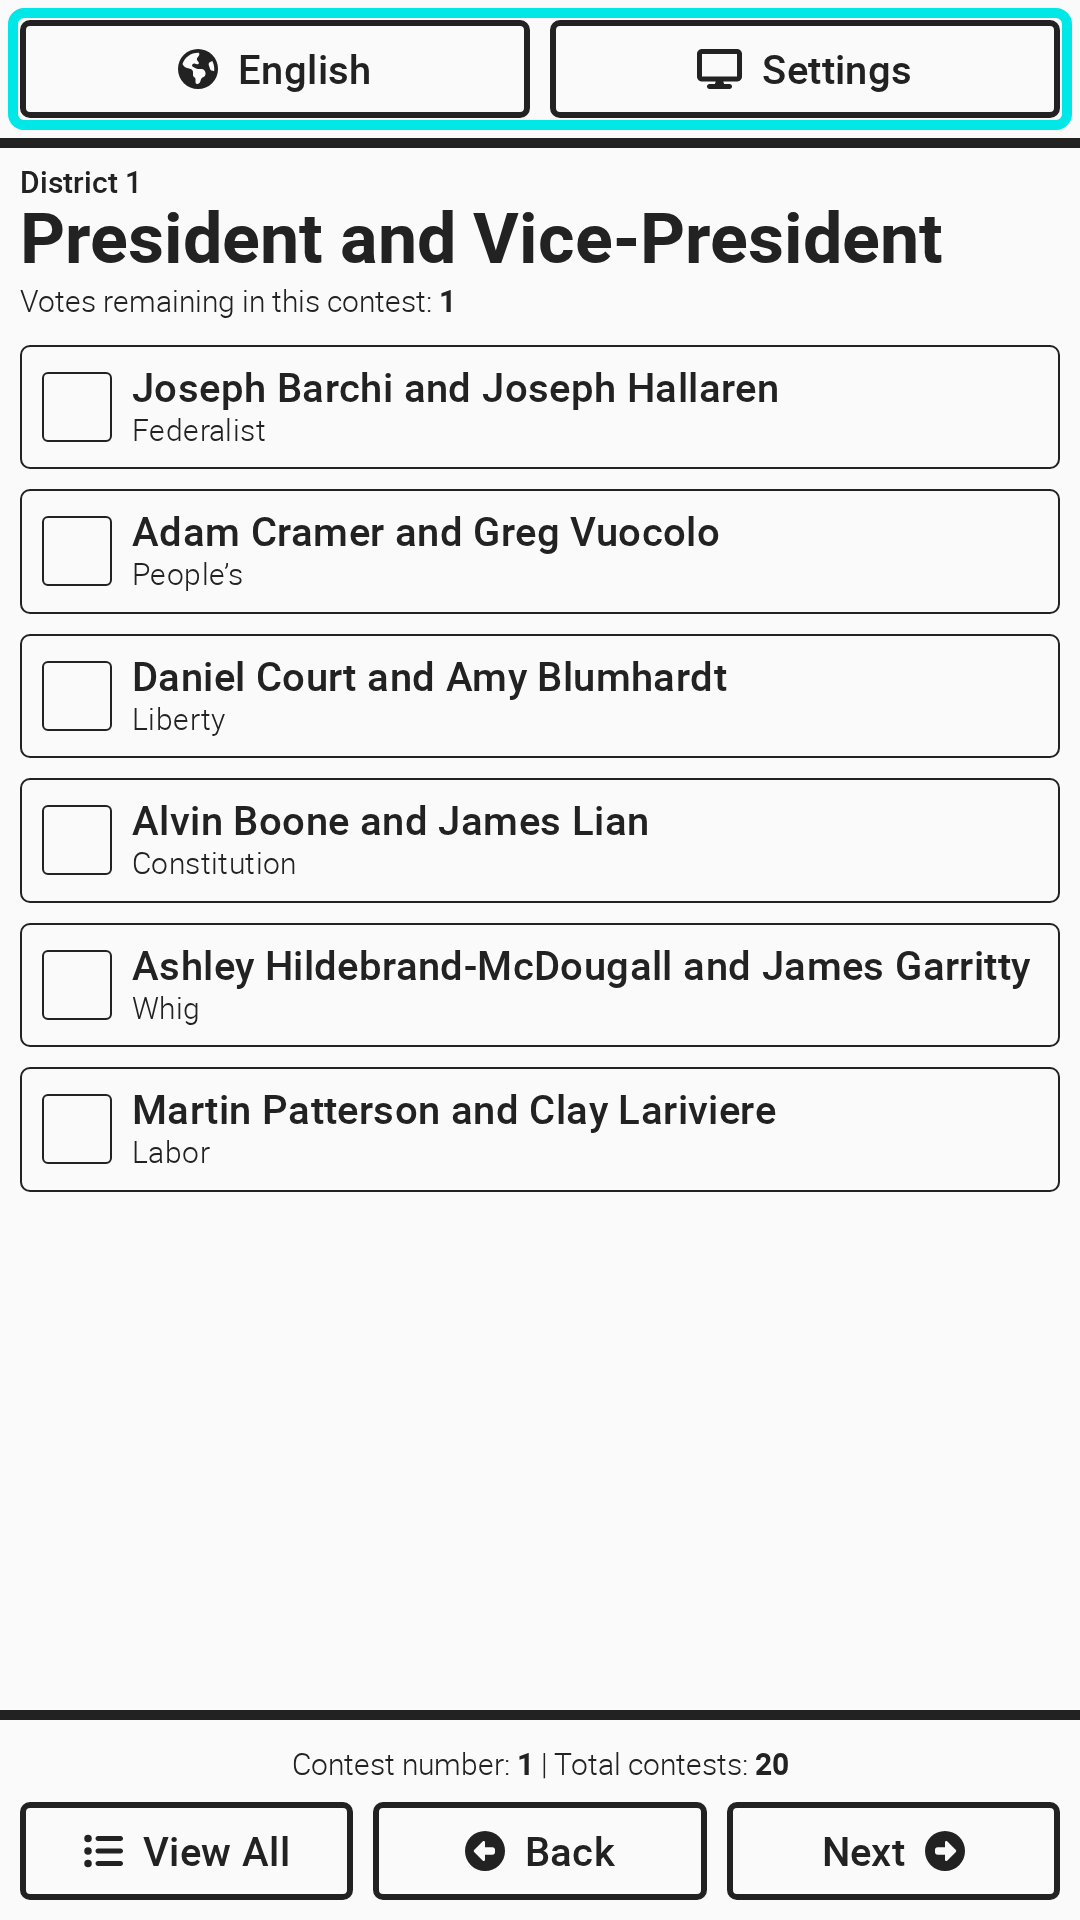 English
Settings
District 1
President and Vice-President
Votes remaining in this contest: 1
Joseph Barchi and Joseph Hallaren
Federalist
Adam Cramer and Greg Vuocolo
People’s
Daniel Court and Amy Blumhardt
Liberty
Alvin Boone and James Lian
Constitution
Ashley Hildebrand-McDougall and James Garritty
Whig
Martin Patterson and Clay Lariviere
Labor
Contest number: 1 | Total contests: 20
View All
Back
Next